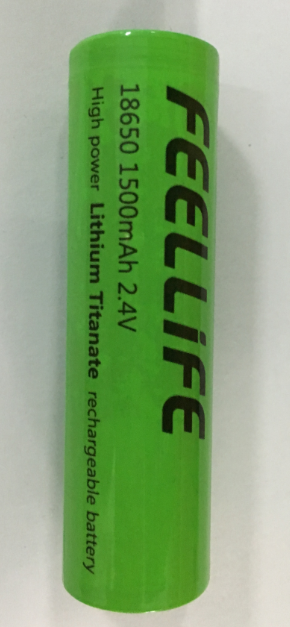 FEELLiFE
18650 1500mAh 2.4V
High power Lithium Titanate rechargeable battery